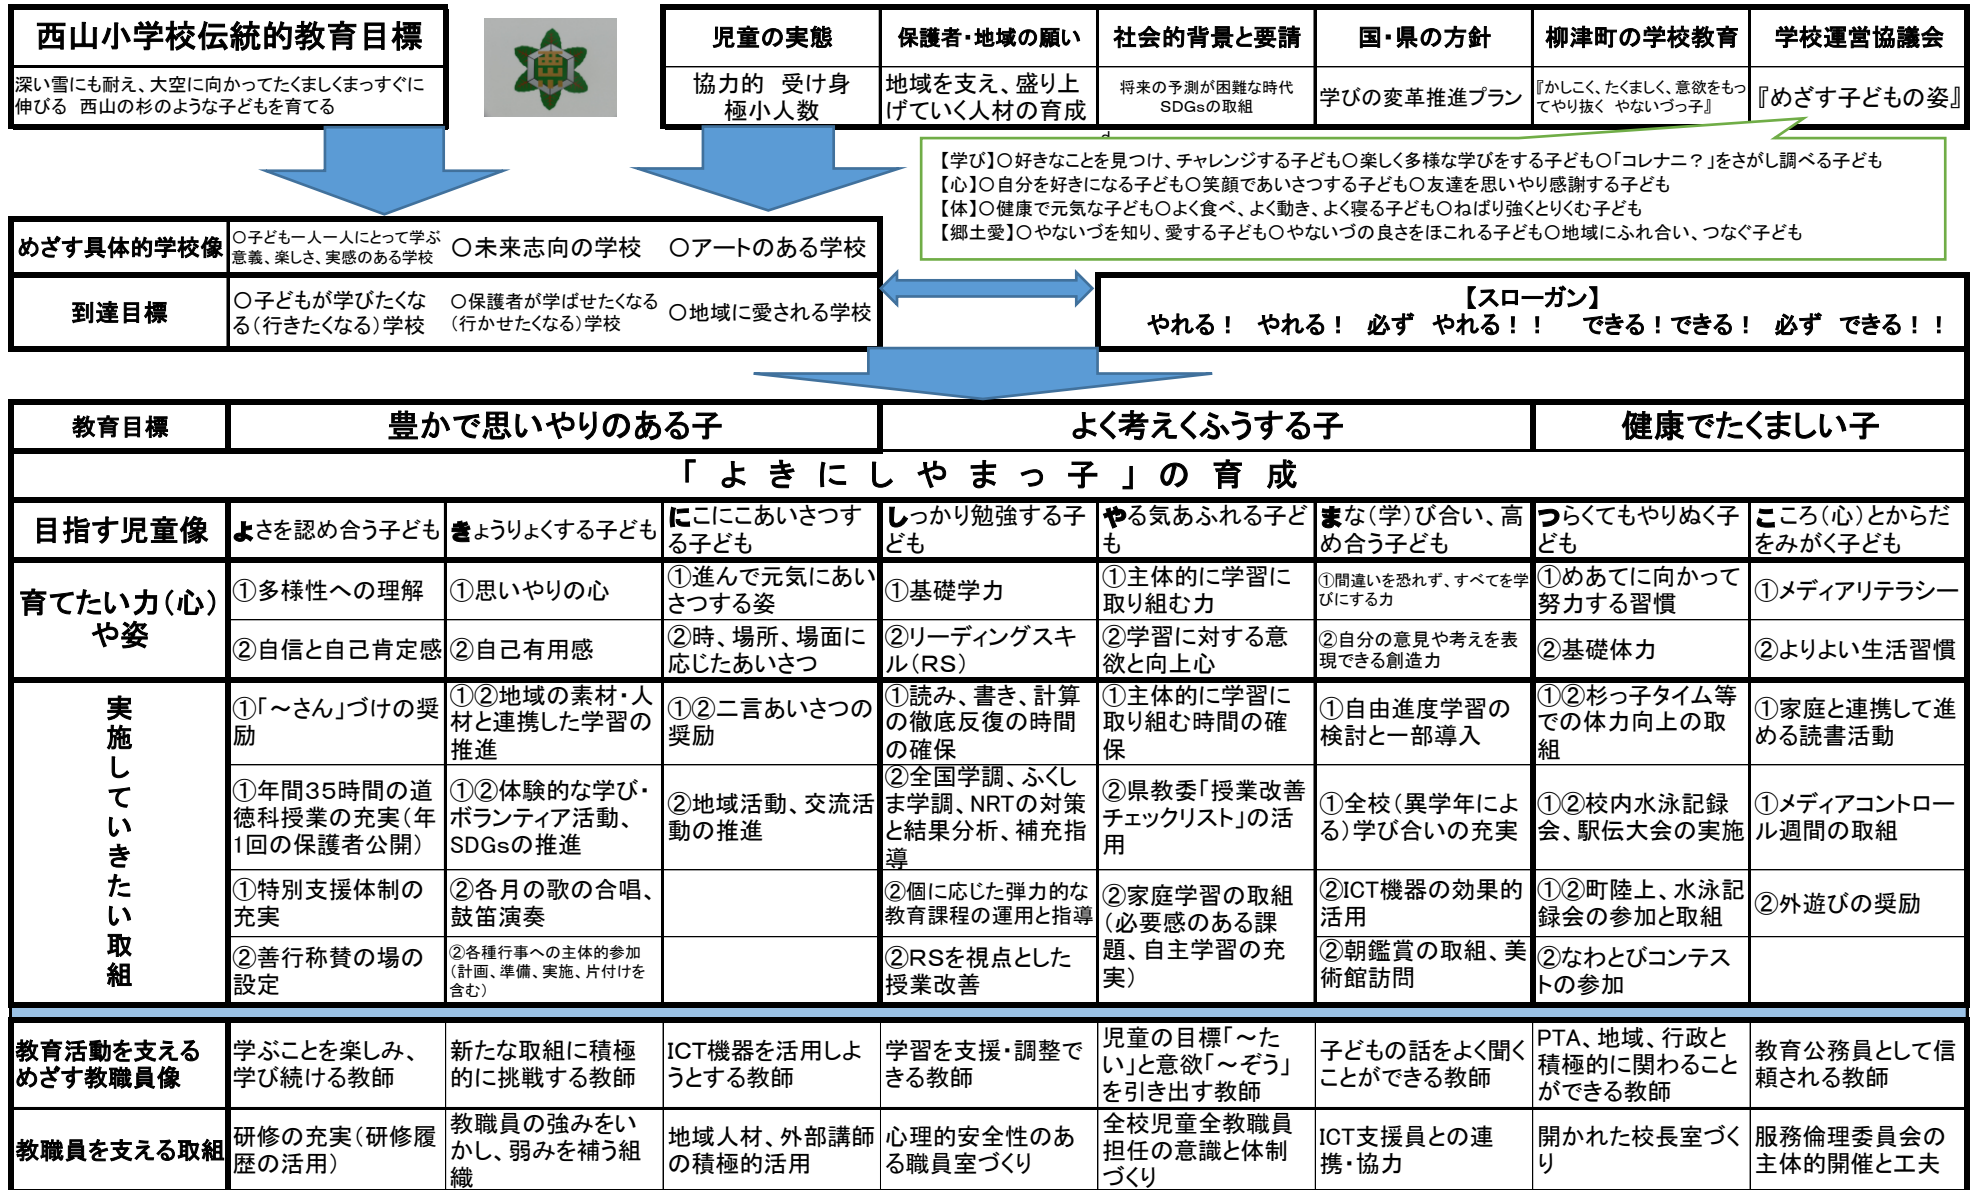 西山小学校伝統的教育目標
深い雪にも耐え、大空に向かってたくましくまっすぐに
伸びる　西山の杉のような子どもを育てる
児童の実態
協力的　受け身
極小人数
保護者・地域の願い
地域を支え、盛り上
げていく人材の育成
社会的背景と要請
将来の予測が困難な時代
SDGsの取組
国・県の方針
学びの変革推進プラン
柳津町の学校教育
『かしこく、たくましく、意欲をもっ
てやり抜く　やないづっ子』
学校運営協議会
『めざす子どもの姿』
【学び】○好きなことを見つけ、チャレンジする子ども○楽しく多様な学びをする子ども○「コレナニ？」をさがし調べる子ども
【心】○自分を好きになる子ども○笑顔であいさつする子ども○友達を思いやり感謝する子ども
【体】○健康で元気な子ども○よく食べ、よく動き、よく寝る子ども○ねばり強くとりくむ子ども
【郷土愛】○やないづを知り、愛する子ども○やないづの良さをほこれる子ども○地域にふれ合い、つなぐ子ども
めざす具体的学校像
○子ども一人一人にとって学ぶ
意義、楽しさ、実感のある学校
○未来志向の学校
○アートのある学校
到達目標
○子どもが学びたくな
る（行きたくなる）学校
○保護者が学ばせたくなる
（行かせたくなる）学校
○地域に愛される学校
【スローガン】
やれる！　やれる！　必ず　やれる！！　　できる！できる！　必ず　できる！！
教育目標
豊かで思いやりのある子
よく考えくふうする子
健康でたくましい子
「よきにしやまっ子」の育成
目指す児童像
よさを認め合う子ども
きょうりょくする子ども
にこにこあいさつす
る子ども
しっかり勉強する子
ども
やる気あふれる子ど
も
まな（学）び合い、高
め合う子ども
つらくてもやりぬく子
ども
こころ（心）とからだ
をみがく子ども
育てたい力（心）
や姿
①多様性への理解
①思いやりの心
①進んで元気にあい
さつする姿
①基礎学力
①主体的に学習に
取り組む力
①間違いを恐れず、すべてを学
びにする力
①めあてに向かって
努力する習慣
①メディアリテラシー
②自信と自己肯定感
②自己有用感
②時、場所、場面に
応じたあいさつ
②リーディングスキ
ル（RS）
②学習に対する意
欲と向上心
②自分の意見や考えを表
現できる創造力
②基礎体力
②よりよい生活習慣
実施していきたい取組
①「～さん」づけの奨
励
①②地域の素材・人
材と連携した学習の
推進
①②二言あいさつの
奨励
①読み、書き、計算
の徹底反復の時間
の確保
①主体的に学習に
取り組む時間の確
保
①自由進度学習の
検討と一部導入
①②杉っ子タイム等
での体力向上の取
組
①家庭と連携して進
める読書活動
①年間35時間の道
徳科授業の充実（年
1回の保護者公開）
①②体験的な学び・
ボランティア活動、
SDGsの推進
②地域活動、交流活
動の推進
②全国学調、ふくし
ま学調、NRTの対策
と結果分析、補充指
導
②県教委「授業改善
チェックリスト」の活
用
①全校（異学年によ
る）学び合いの充実
①②校内水泳記録
会、駅伝大会の実施
①メディアコントロー
ル週間の取組
①特別支援体制の
充実
②各月の歌の合唱、
鼓笛演奏
②個に応じた弾力的な
教育課程の運用と指導
②家庭学習の取組
（必要感のある課
題、自主学習の充
実）
②ICT機器の効果的
活用
①②町陸上、水泳記
録会の参加と取組
②外遊びの奨励
②善行称賛の場の
設定
②各種行事への主体的参加
（計画、準備、実施、片付けを
含む）
②RSを視点とした
授業改善
②朝鑑賞の取組、美
術館訪問
②なわとびコンテス
トの参加
教育活動を支える
めざす教職員像
学ぶことを楽しみ、
学び続ける教師
新たな取組に積極
的に挑戦する教師
ICT機器を活用しよ
うとする教師
学習を支援・調整で
きる教師
児童の目標「～た
い」と意欲「～ぞう」
を引き出す教師
子どもの話をよく聞く
ことができる教師
PTA、地域、行政と
積極的に関わること
ができる教師
教育公務員として信
頼される教師
教職員を支える取組
研修の充実（研修履
歴の活用）
教職員の強みをい
かし、弱みを補う組
織
地域人材、外部講師
の積極的活用
心理的安全性のあ
る職員室づくり
全校児童全教職員
担任の意識と体制
づくり
ICT支援員との連
携・協力
開かれた校長室づく
り
服務倫理委員会の
主体的開催と工夫